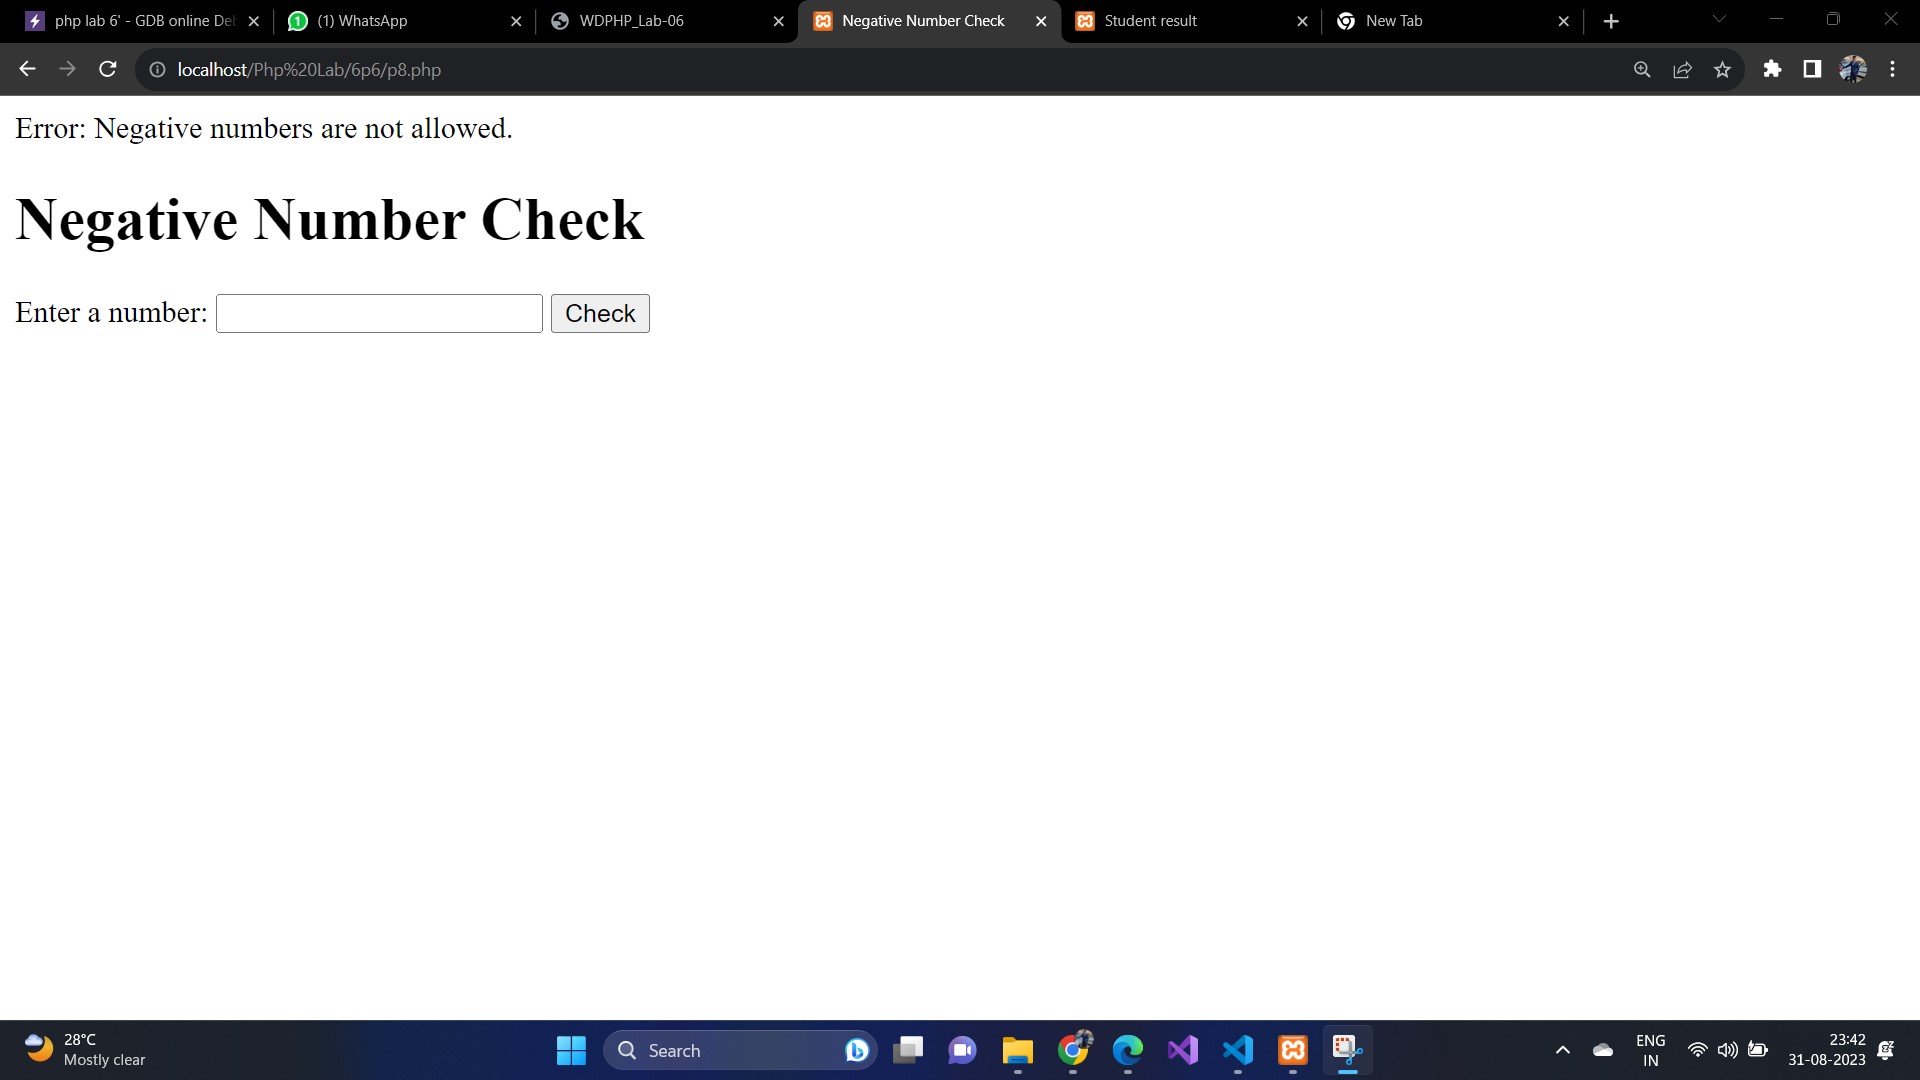 php lab 6' - GDB online Del
(1) WhatsApp
WDPHP_Lab-06
Negative Number Check
Student result
New Tab
localhost/Php%20Lab/6p6/p8.php
Error: Negative numbers are not allowed.
Negative Number Check
Enter a number:
Check
28°C
Mostly clear
Search
ENG
IN
23:42
31-08-2023